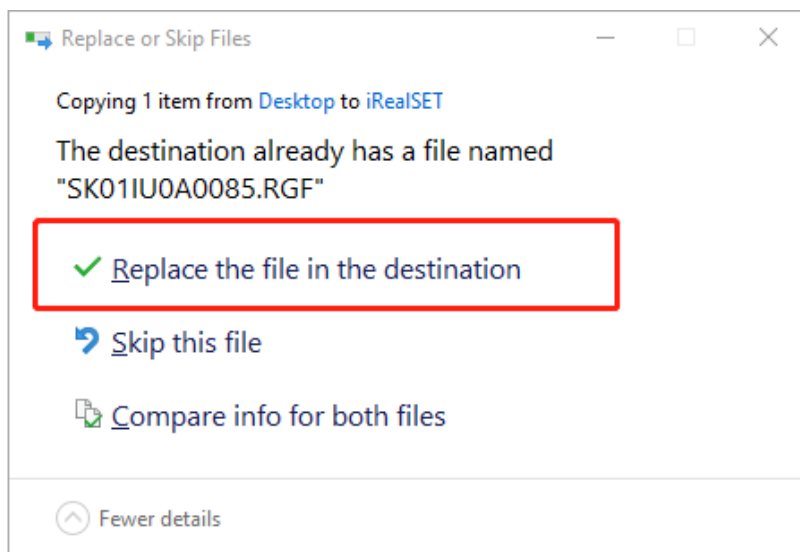 Replace or Skip Files
Copying 1 item from Desktop to iRealSET
The destination already has a file named
"SK01IU0A0085.RGF"
Replace the file in the destination
Skip this file
Compare info for both files
Fewer details